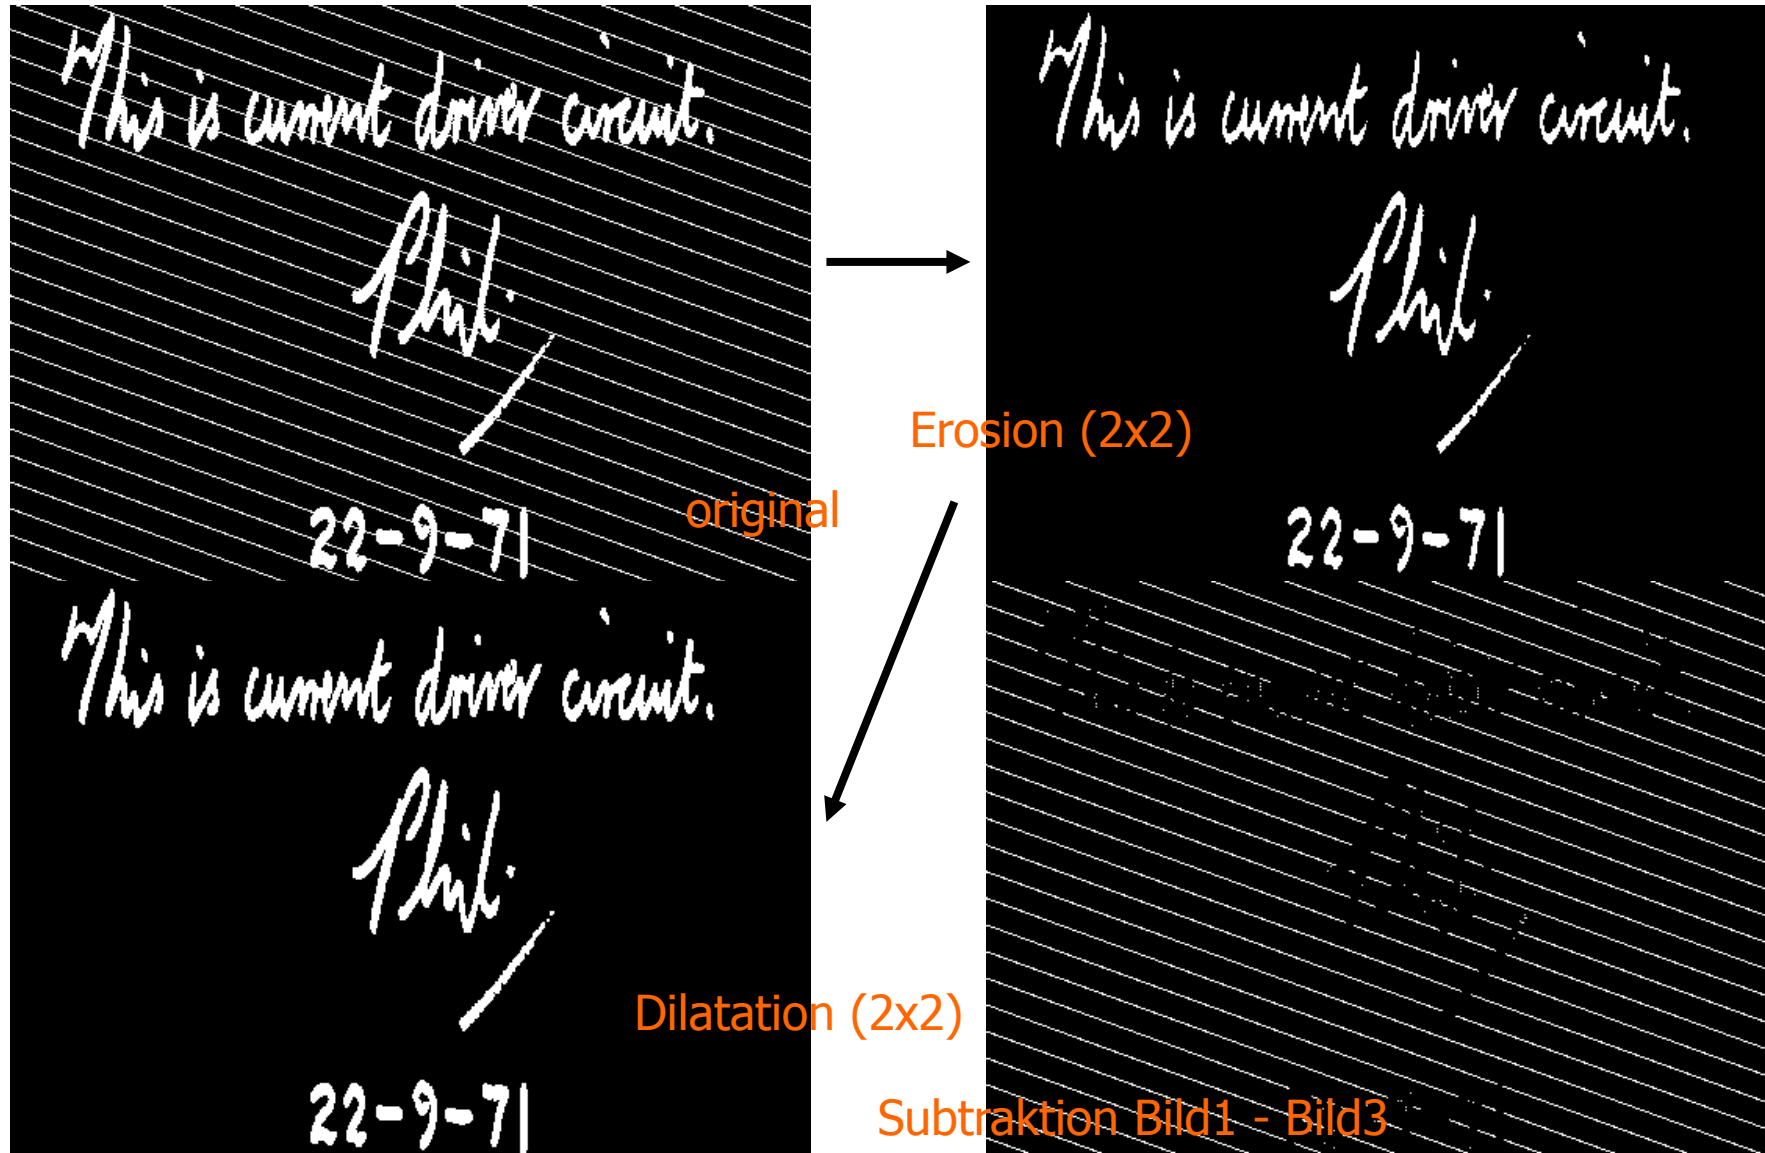 This is current driver circuit.
Phil.
22-9-71
original
This is current driver circuit.
Phil.
22-9-71
Erosion (2x2)
This is current driver circuit.
Phil.
22-9-71
Dilatation (2x2)
Subtraktion Bild1 - Bild3